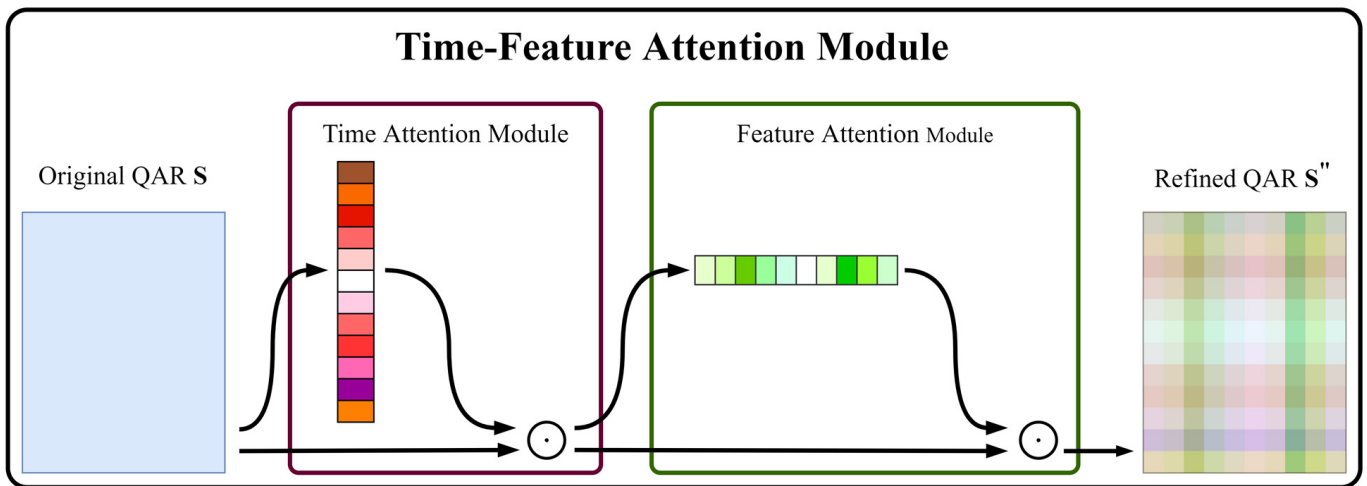 Time-Feature Attention Module
Time Attention Module
Feature Attention Module
Original QAR S
Refined QAR S"